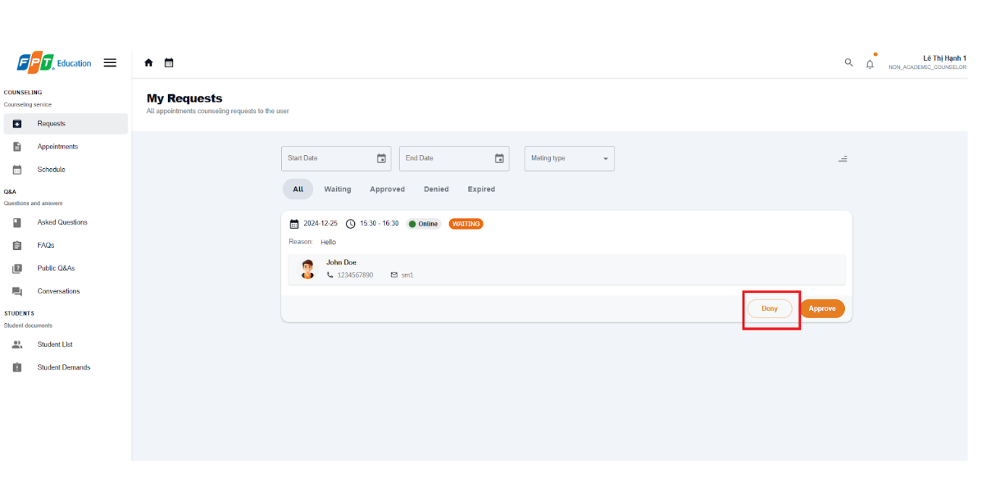 FPT Education
Lê Thị Hạnh 1
NON_ACADEMIC_COUNSELOR
COUNSELING
Counseling service
Requests
Appointments
Schedule
Q&A
Questions and answers
Asked Questions
FAQs
Public Q&As
Conversations
STUDENTS
Student documents
Student List
Student Demands
My Requests
All appointments counseling requests to the user
Start Date
End Date
Meting type
All Waiting Approved Denied Expired
2024-12-25 15:30 - 16:30 Online WAITING
Reason: Hello
John Doe
1234567890 sm1
Deny Approve